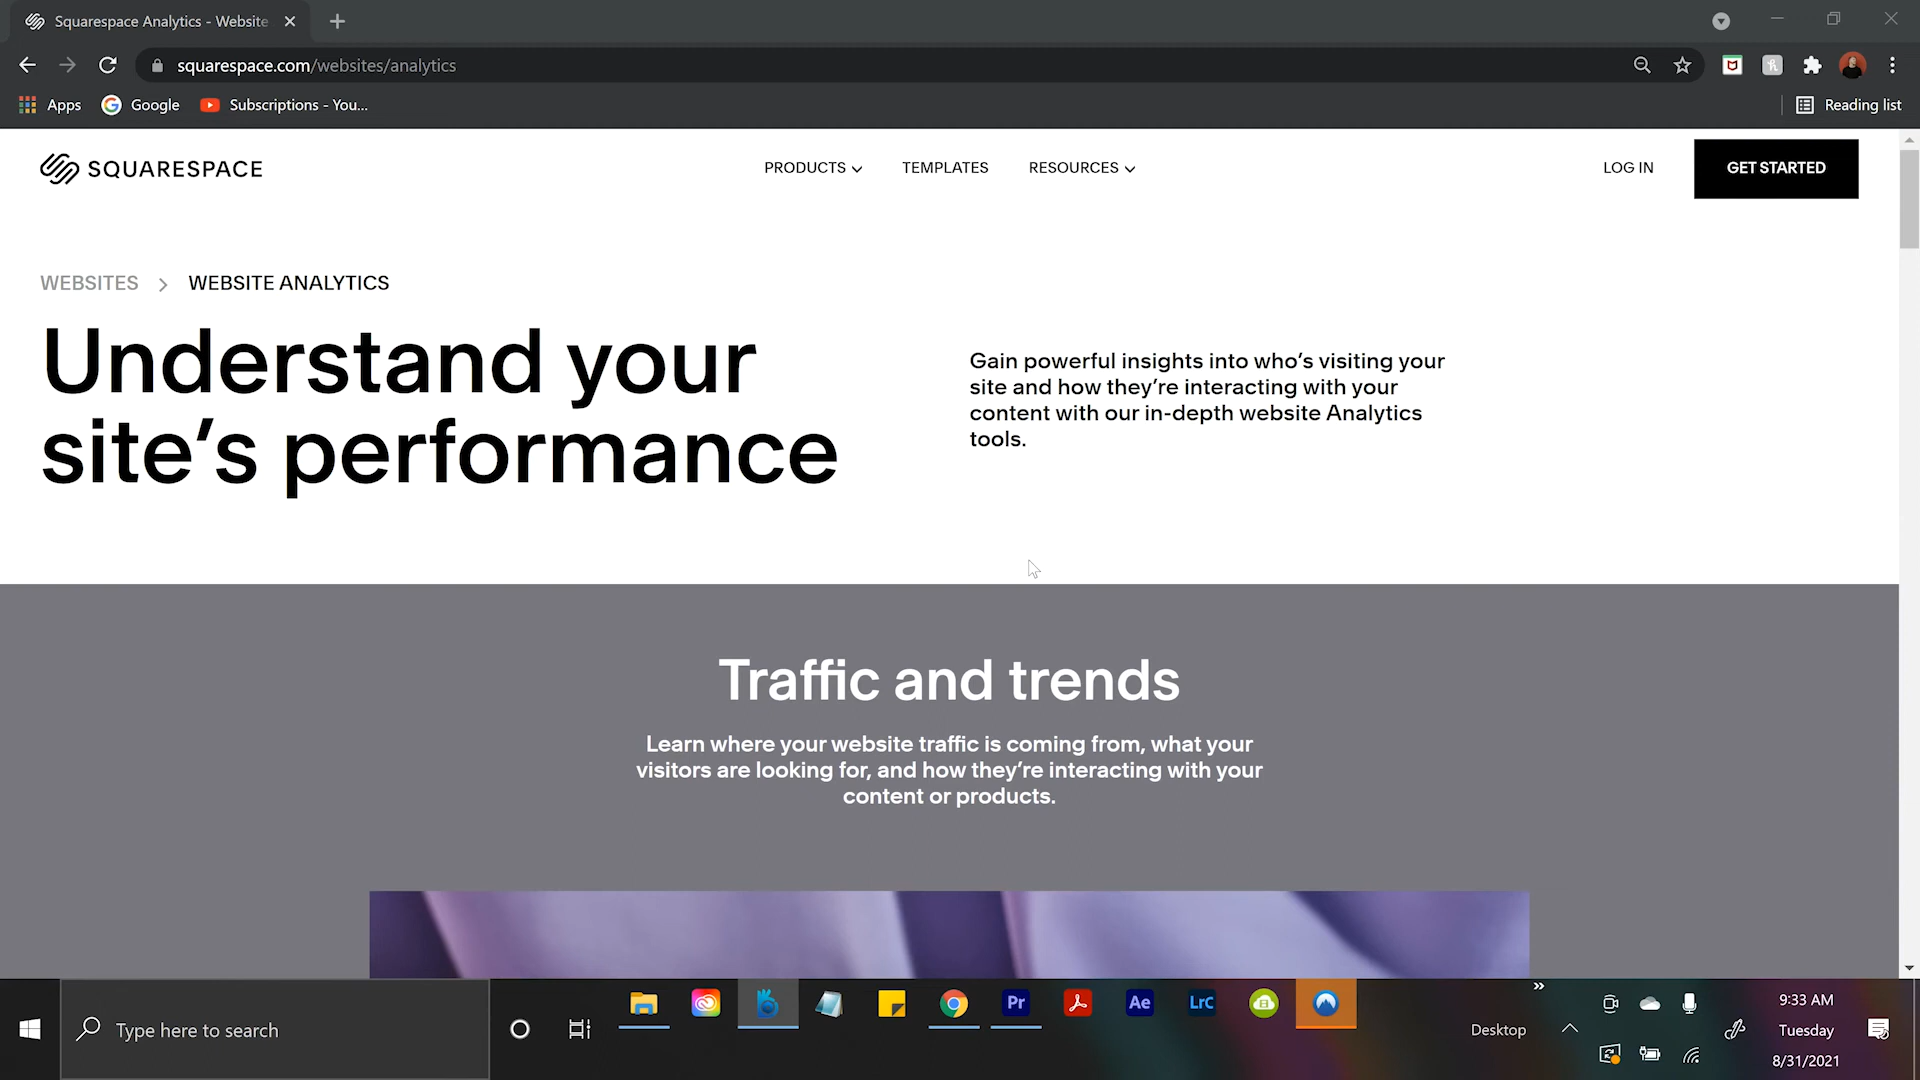 Squarespace Analytics - Website
squarespace.com/websites/analytics
Apps
Google
Subscriptions - You...
Reading list
SQUARESPACE
PRODUCTS
TEMPLATES
RESOURCES
LOG IN
GET STARTED
WEBSITES > WEBSITE ANALYTICS
Understand your
site’s performance
Gain powerful insights into who’s visiting your
site and how they’re interacting with your
content with our in-depth website Analytics
tools.
Traffic and trends
Learn where your website traffic is coming from, what your
visitors are looking for, and how they’re interacting with your
content or products.
Type here to search
Pr
Ae
LrC
Desktop
9:33 AM
Tuesday
8/31/2021